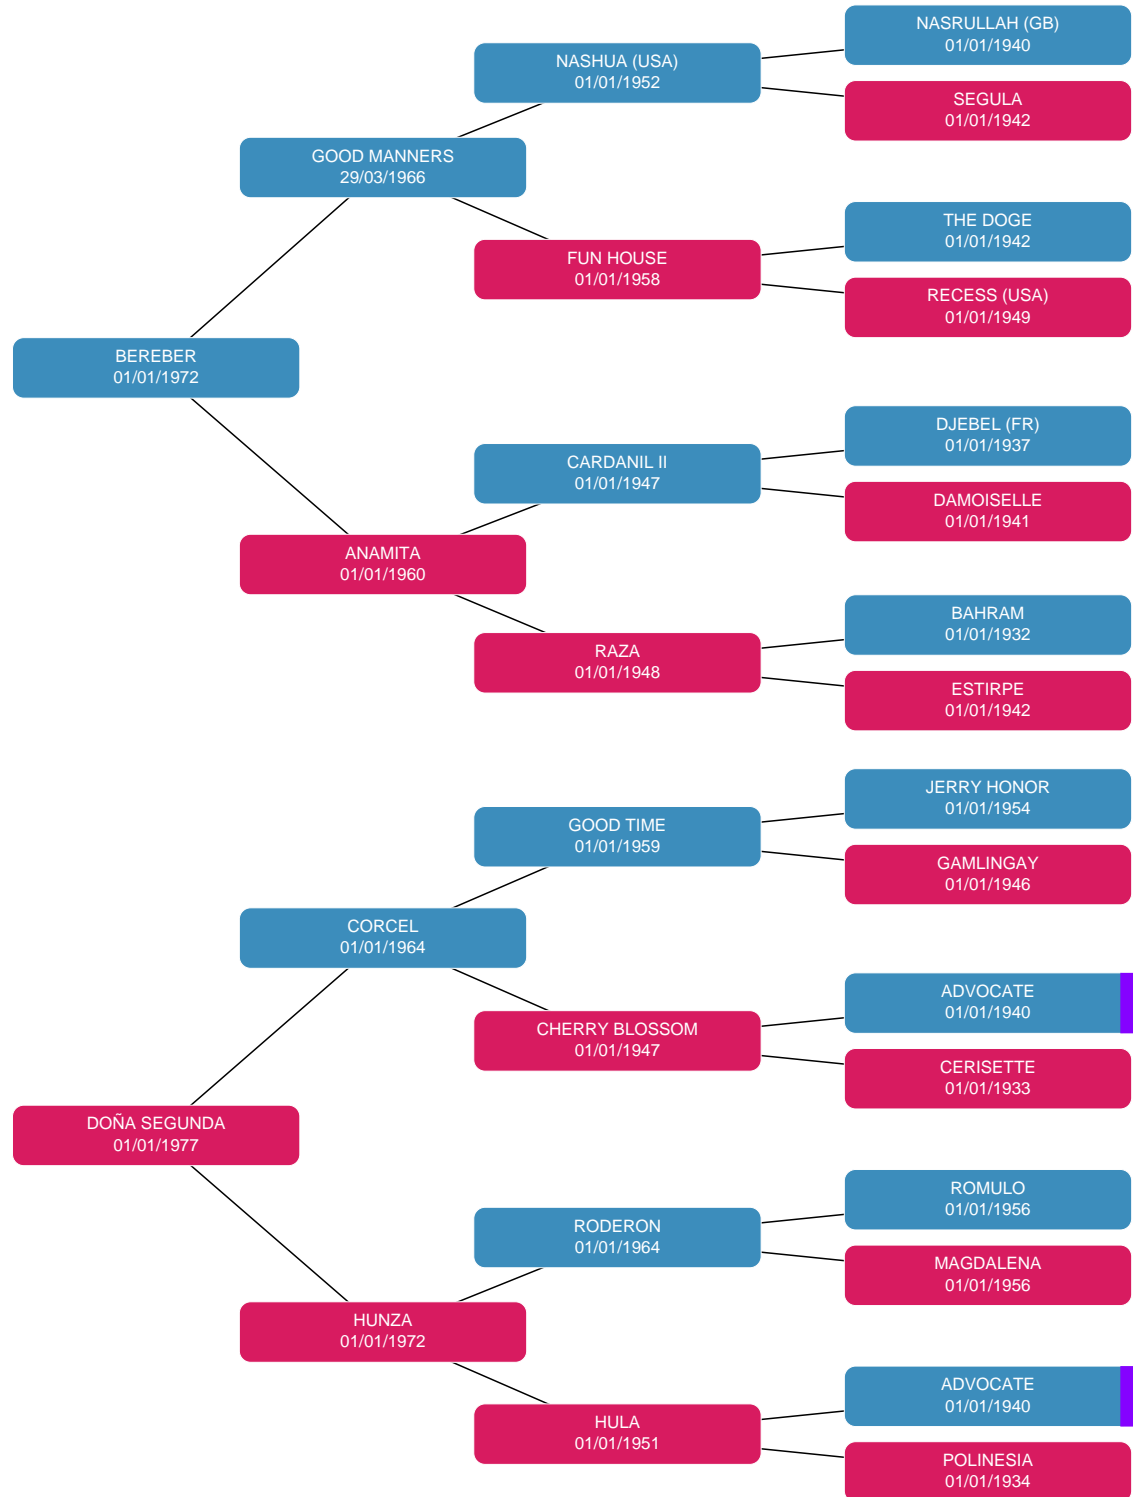 NASRULLAH (GB)
01/01/1940
NASHUA (USA)
01/01/1952
SEGULA
01/01/1942
GOOD MANNERS
29/03/1966
THE DOGE
01/01/1942
FUN HOUSE
01/01/1958
RECESS (USA)
01/01/1949
BEREBER
01/01/1972
DJEBEL (FR)
01/01/1937
CARDANIL II
01/01/1947
DAMOISELLE
01/01/1941
ANAMITA
01/01/1960
BAHRAM
01/01/1932
RAZA
01/01/1948
ESTIRPE
01/01/1942
JERRY HONOR
01/01/1954
GOOD TIME
01/01/1959
GAMLINGAY
01/01/1946
CORCEL
01/01/1964
ADVOCATE
01/01/1940
CHERRY BLOSSOM
01/01/1947
CERISETTE
01/01/1933
DOÑA SEGUNDA
01/01/1977
ROMULO
01/01/1956
RODERON
01/01/1964
MAGDALENA
01/01/1956
HUNZA
01/01/1972
ADVOCATE
01/01/1940
HULA
01/01/1951
POLINESIA
01/01/1934